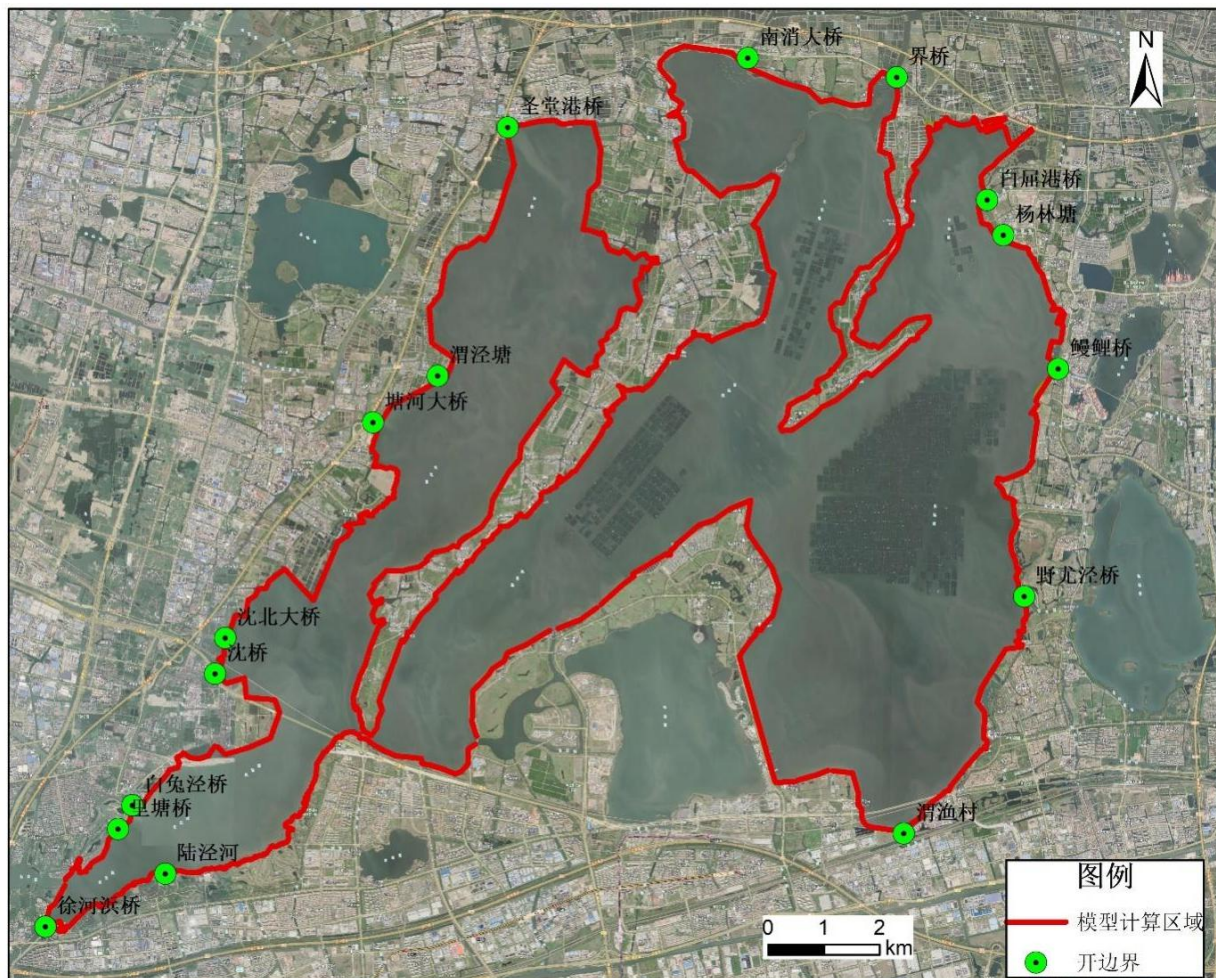 南消大桥
界桥
N
圣堂港桥
白屈港桥
杨林塘
渭泾塘
鳗鲤桥
塘河大桥
野尤泾桥
沈北大桥
沈桥
白兔泾桥
里塘桥
渭渔村
陆泾河
徐河浜桥
图例
模型计算区域
开边界
0 1 2
km